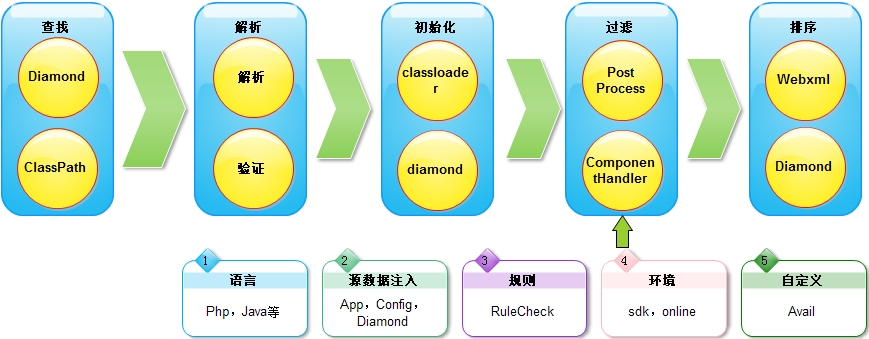 查找
解析
初始化
过滤
排序
Diamond
解析
classloade
r
Post
Process
Webxml
ClassPath
验证
diamond
Componen
tHandler
Diamond
1
2
3
4
5
语言
源数据注入
规则
环境
自定义
Php，Java等
App，Config，
Diamond
RuleCheck
sdk，online
Avail